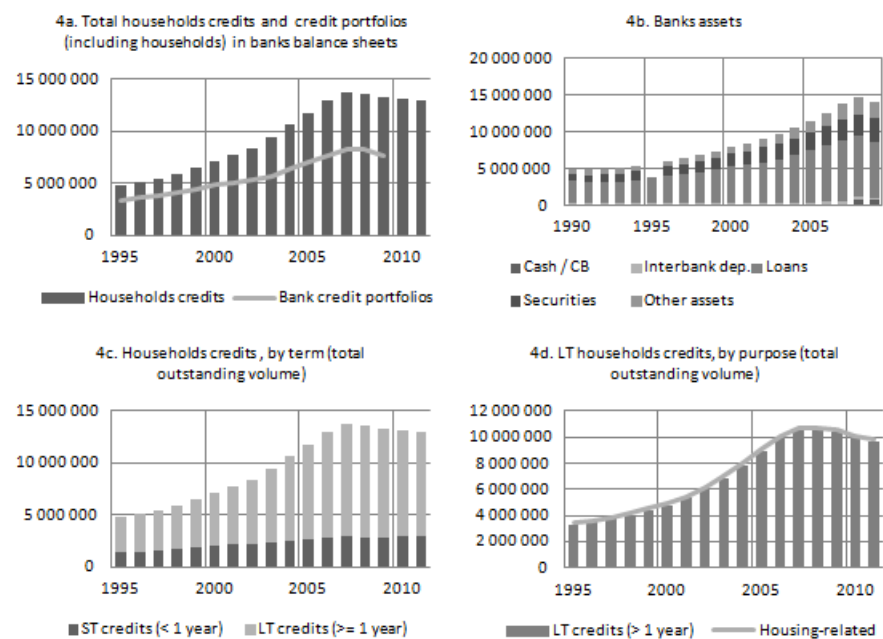 4a. Total households credits and credit portfolios
(including households) in banks balance sheets
15 000 000
10 000 000
5 000 000
0
1995 2000 2005 2010
Households credits Bank credit portfolios
4b. Banks assets
20 000 000
15 000 000
10 000 000
5 000 000
0
1990 1995 2000 2005
Cash / CB Interbank dep. Loans
Securities Other assets
4c. Households credits , by term (total
outstanding volume)
15 000 000
10 000 000
5 000 000
0
1995 2000 2005 2010
ST credits (< 1 year) LT credits (>= 1 year)
4d. LT households credits, by purpose (total
outstanding volume)
12 000 000
10 000 000
8 000 000
6 000 000
4 000 000
2 000 000
0
1995 2000 2005 2010
LT credits (> 1 year) Housing-related